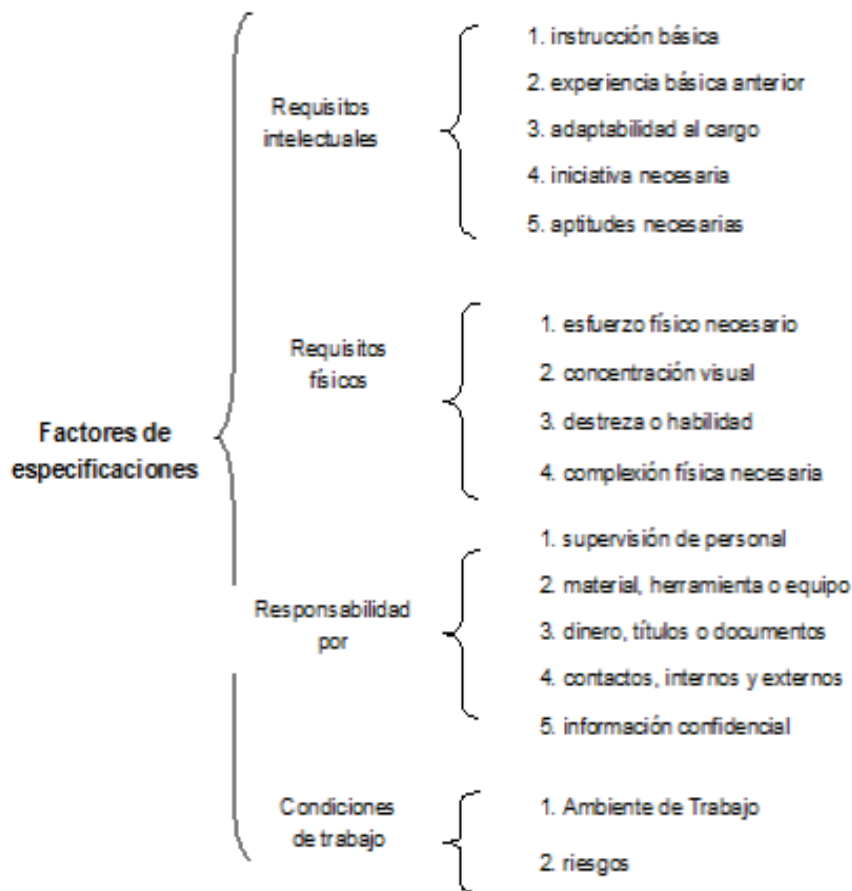 Factores de
especificaciones
Requisitos
intelectuales
1. instrucción básica
2. experiencia básica anterior
3. adaptabilidad al cargo
4. iniciativa necesaria
5. aptitudes necesarias
Requisitos
físicos
1. esfuerzo físico necesario
2. concentración visual
3. destreza o habilidad
4. complexión física necesaria
Responsabilidad
por
1. supervisión de personal
2. material, herramienta o equipo
3. dinero, títulos o documentos
4. contactos, internos y externos
5. información confidencial
Condiciones
de trabajo
1. Ambiente de Trabajo
2. riesgos